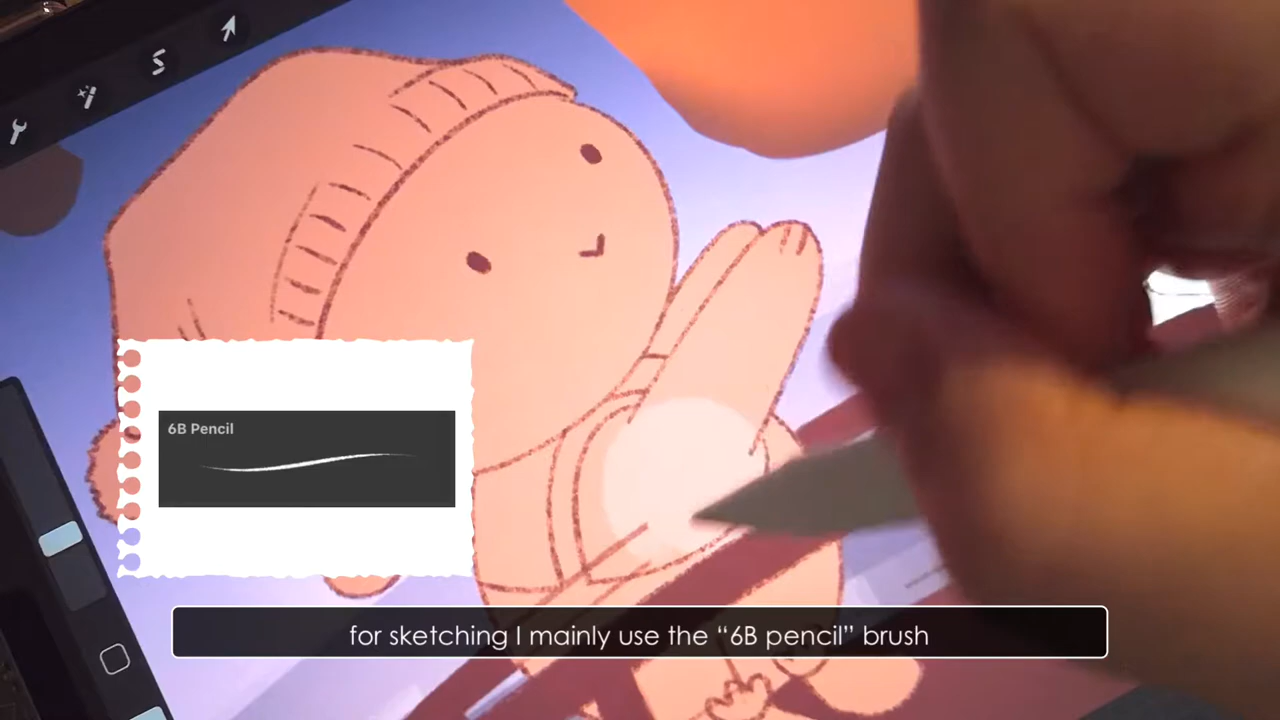 6B Pencil
for sketching I mainly use the “6B pencil” brush